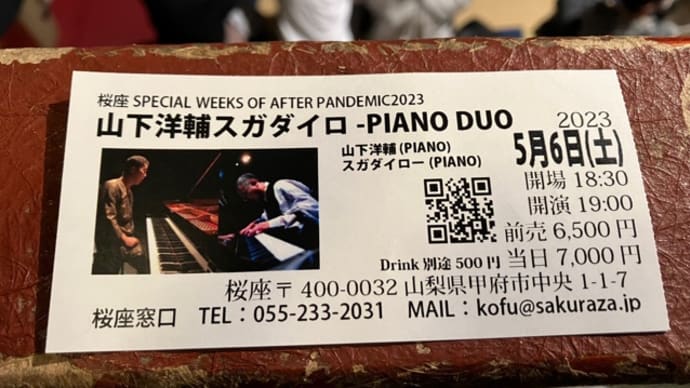 桜座 SPECIAL WEEKS OF AFTER PANDEMIC2023
山下洋輔スガダイロ -PIANO DUO
2023
山下洋輔 (PIANO)
スガダイロー (PIANO)
5月6日(土)
開場 18:30
開演 19:00
前売 6,500 円
Drink 別途 500 円 当日 7,000 円
桜座 〒 400-0032 山梨県甲府市中央 1-1-7
桜座窓口 TEL：055-233-2031 MAIL：kofu@sakuraza.jp